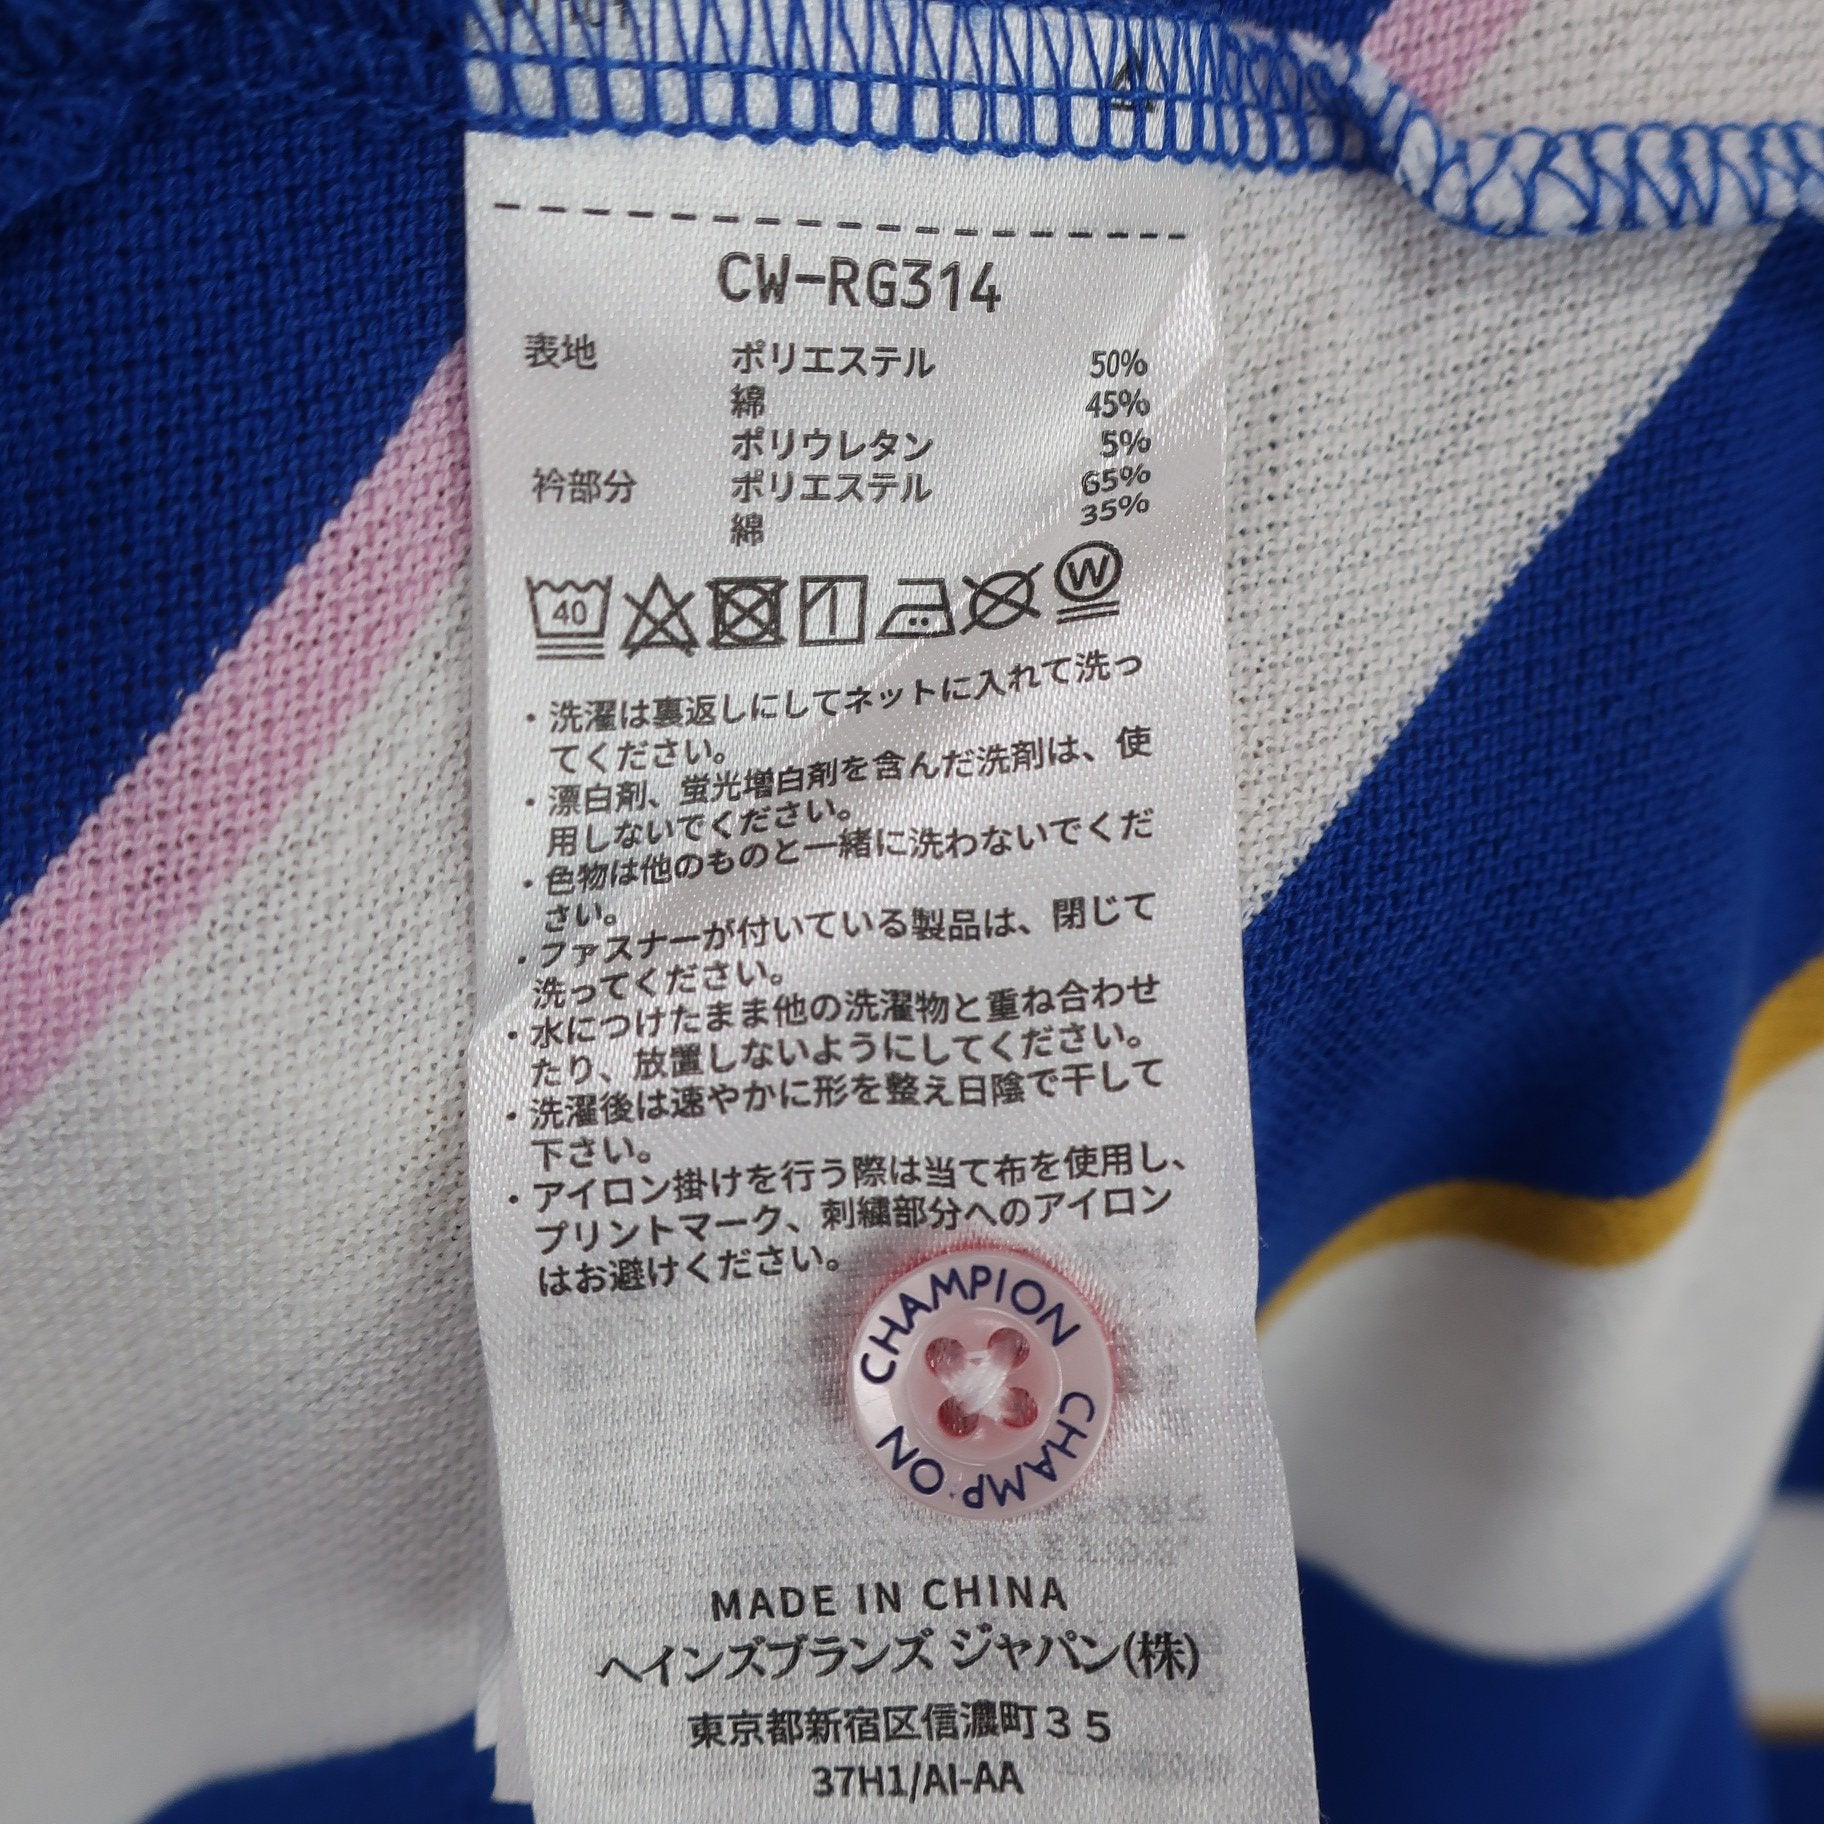 CW-RG314
表地 ポリエステル 50%
綿 45%
ポリウレタン 5%
衿部分 ポリエステル 65%
綿 35%
40
W
・洗濯は裏返しにしてネットに入れて洗っ
てください。
・漂白剤、蛍光増白剤を含んだ洗剤は、使
用しないでください。
・色物は他のものと一緒に洗わないでくだ
さい。
・ファスナーが付いている製品は、閉じて
洗ってください。
・水につけたまま他の洗濯物と重ね合わせ
たり、放置しないようにしてください。
・洗濯後は速やかに形を整え日陰で干して
下さい。
・アイロン掛けを行う際は当て布を使用し、
プリントマーク、刺繍部分へのアイロン
はお避けください。
CHAMPION
CHAMP ON
MADE IN CHINA
ヘインズブランズ ジャパン(株)
東京都新宿区信濃町35
37H1/AI-AA